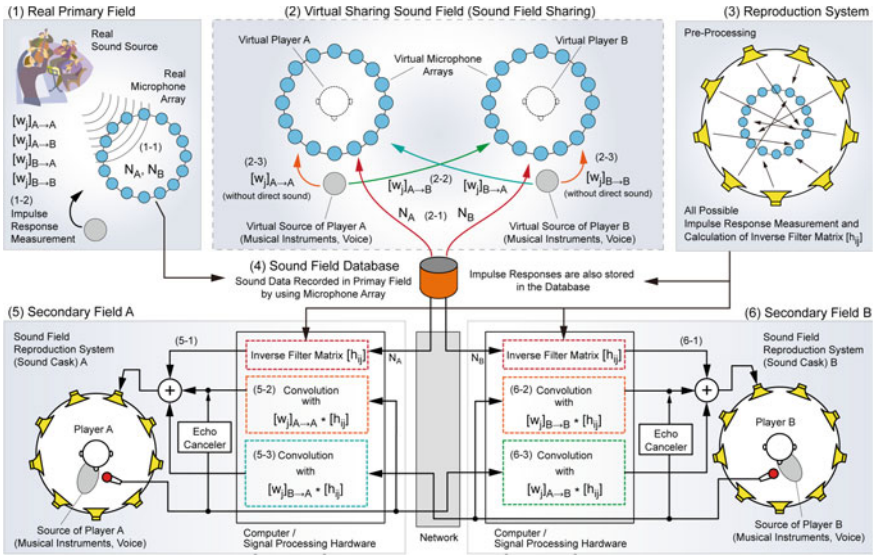 (1) Real Primary Field
Real
Sound Source
Real
Microphone
Array
[wj]A→A
[wj]A→B
[wj]B→A
[wj]B→B
(1-1)
NA, NB
(1-2)
Impulse
Response
Measurement
(2) Virtual Sharing Sound Field (Sound Field Sharing)
Virtual Player A
Virtual Player B
Virtual Microphone
Arrays
(2-3)
[wj]A→A
(without direct sound)
[wj]A→B
(2-2)
[wj]B→A
(2-3)
[wj]B→B
(without direct sound)
NA
(2-1)
NB
Virtual Source of Player A
(Musical Instruments, Voice)
Virtual Source of Player B
(Musical Instruments, Voice)
(3) Reproduction System
Pre-Processing
All Possible
Impulse Response Measurement and
Calculation of Inverse Filter Matrix [hij]
(4) Sound Field Database
Sound Data Recorded in Primay Field
by using Microphone Array
Impulse Responses are also stored
in the Database
(5) Secondary Field A
Sound Field
Reproduction System
(Sound Cask) A
(5-1)
Inverse Filter Matrix [hij]
NA
(5-2) Convolution
with
[wj]A→A * [hij]
Echo
Canceler
(5-3) Convolution
with
[wj]B→A * [hij]
Player A
Source of Player A
(Musical Instruments, Voice)
Computer /
Signal Processing Hardware
Network
(6) Secondary Field B
Sound Field
Reproduction System
(Sound Cask) B
NB
Inverse Filter Matrix [hij]
(6-1)
(6-2) Convolution
with
[wj]B→B * [hij]
Echo
Canceler
(6-3) Convolution
with
[wj]A→B * [hij]
Player B
Source of Player B
(Musical Instruments, Voice)
Computer /
Signal Processing Hardware